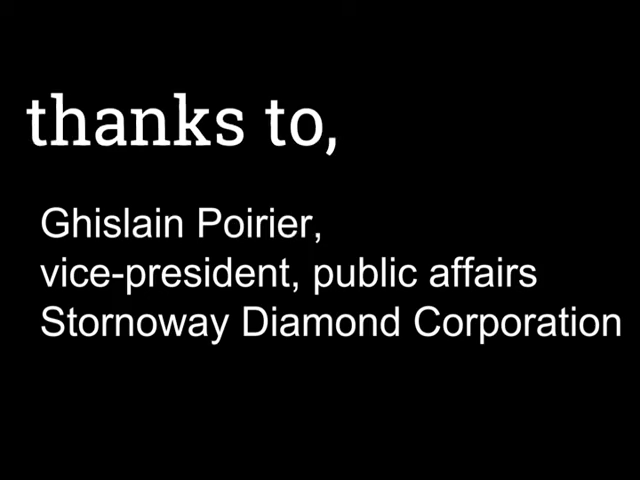 thanks to,
Ghislain Poirier,
vice-president, public affairs
Stornoway Diamond Corporation